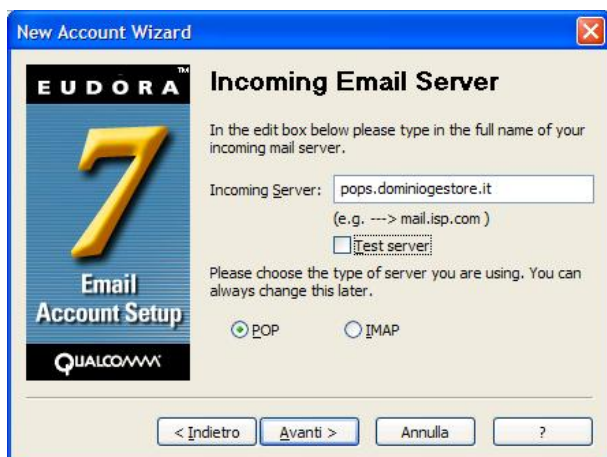 New Account Wizard
EUDORA™
7
Email
Account Setup
QUALCOMM
Incoming Email Server
In the edit box below please type in the full name of your
incoming mail server.
Incoming Server: pops.dominiogestore.it
(e.g. ---> mail.isp.com )
Test server
Please choose the type of server you are using. You can
always change this later.
POP IMAP
< Indietro Avanti > Annulla ?